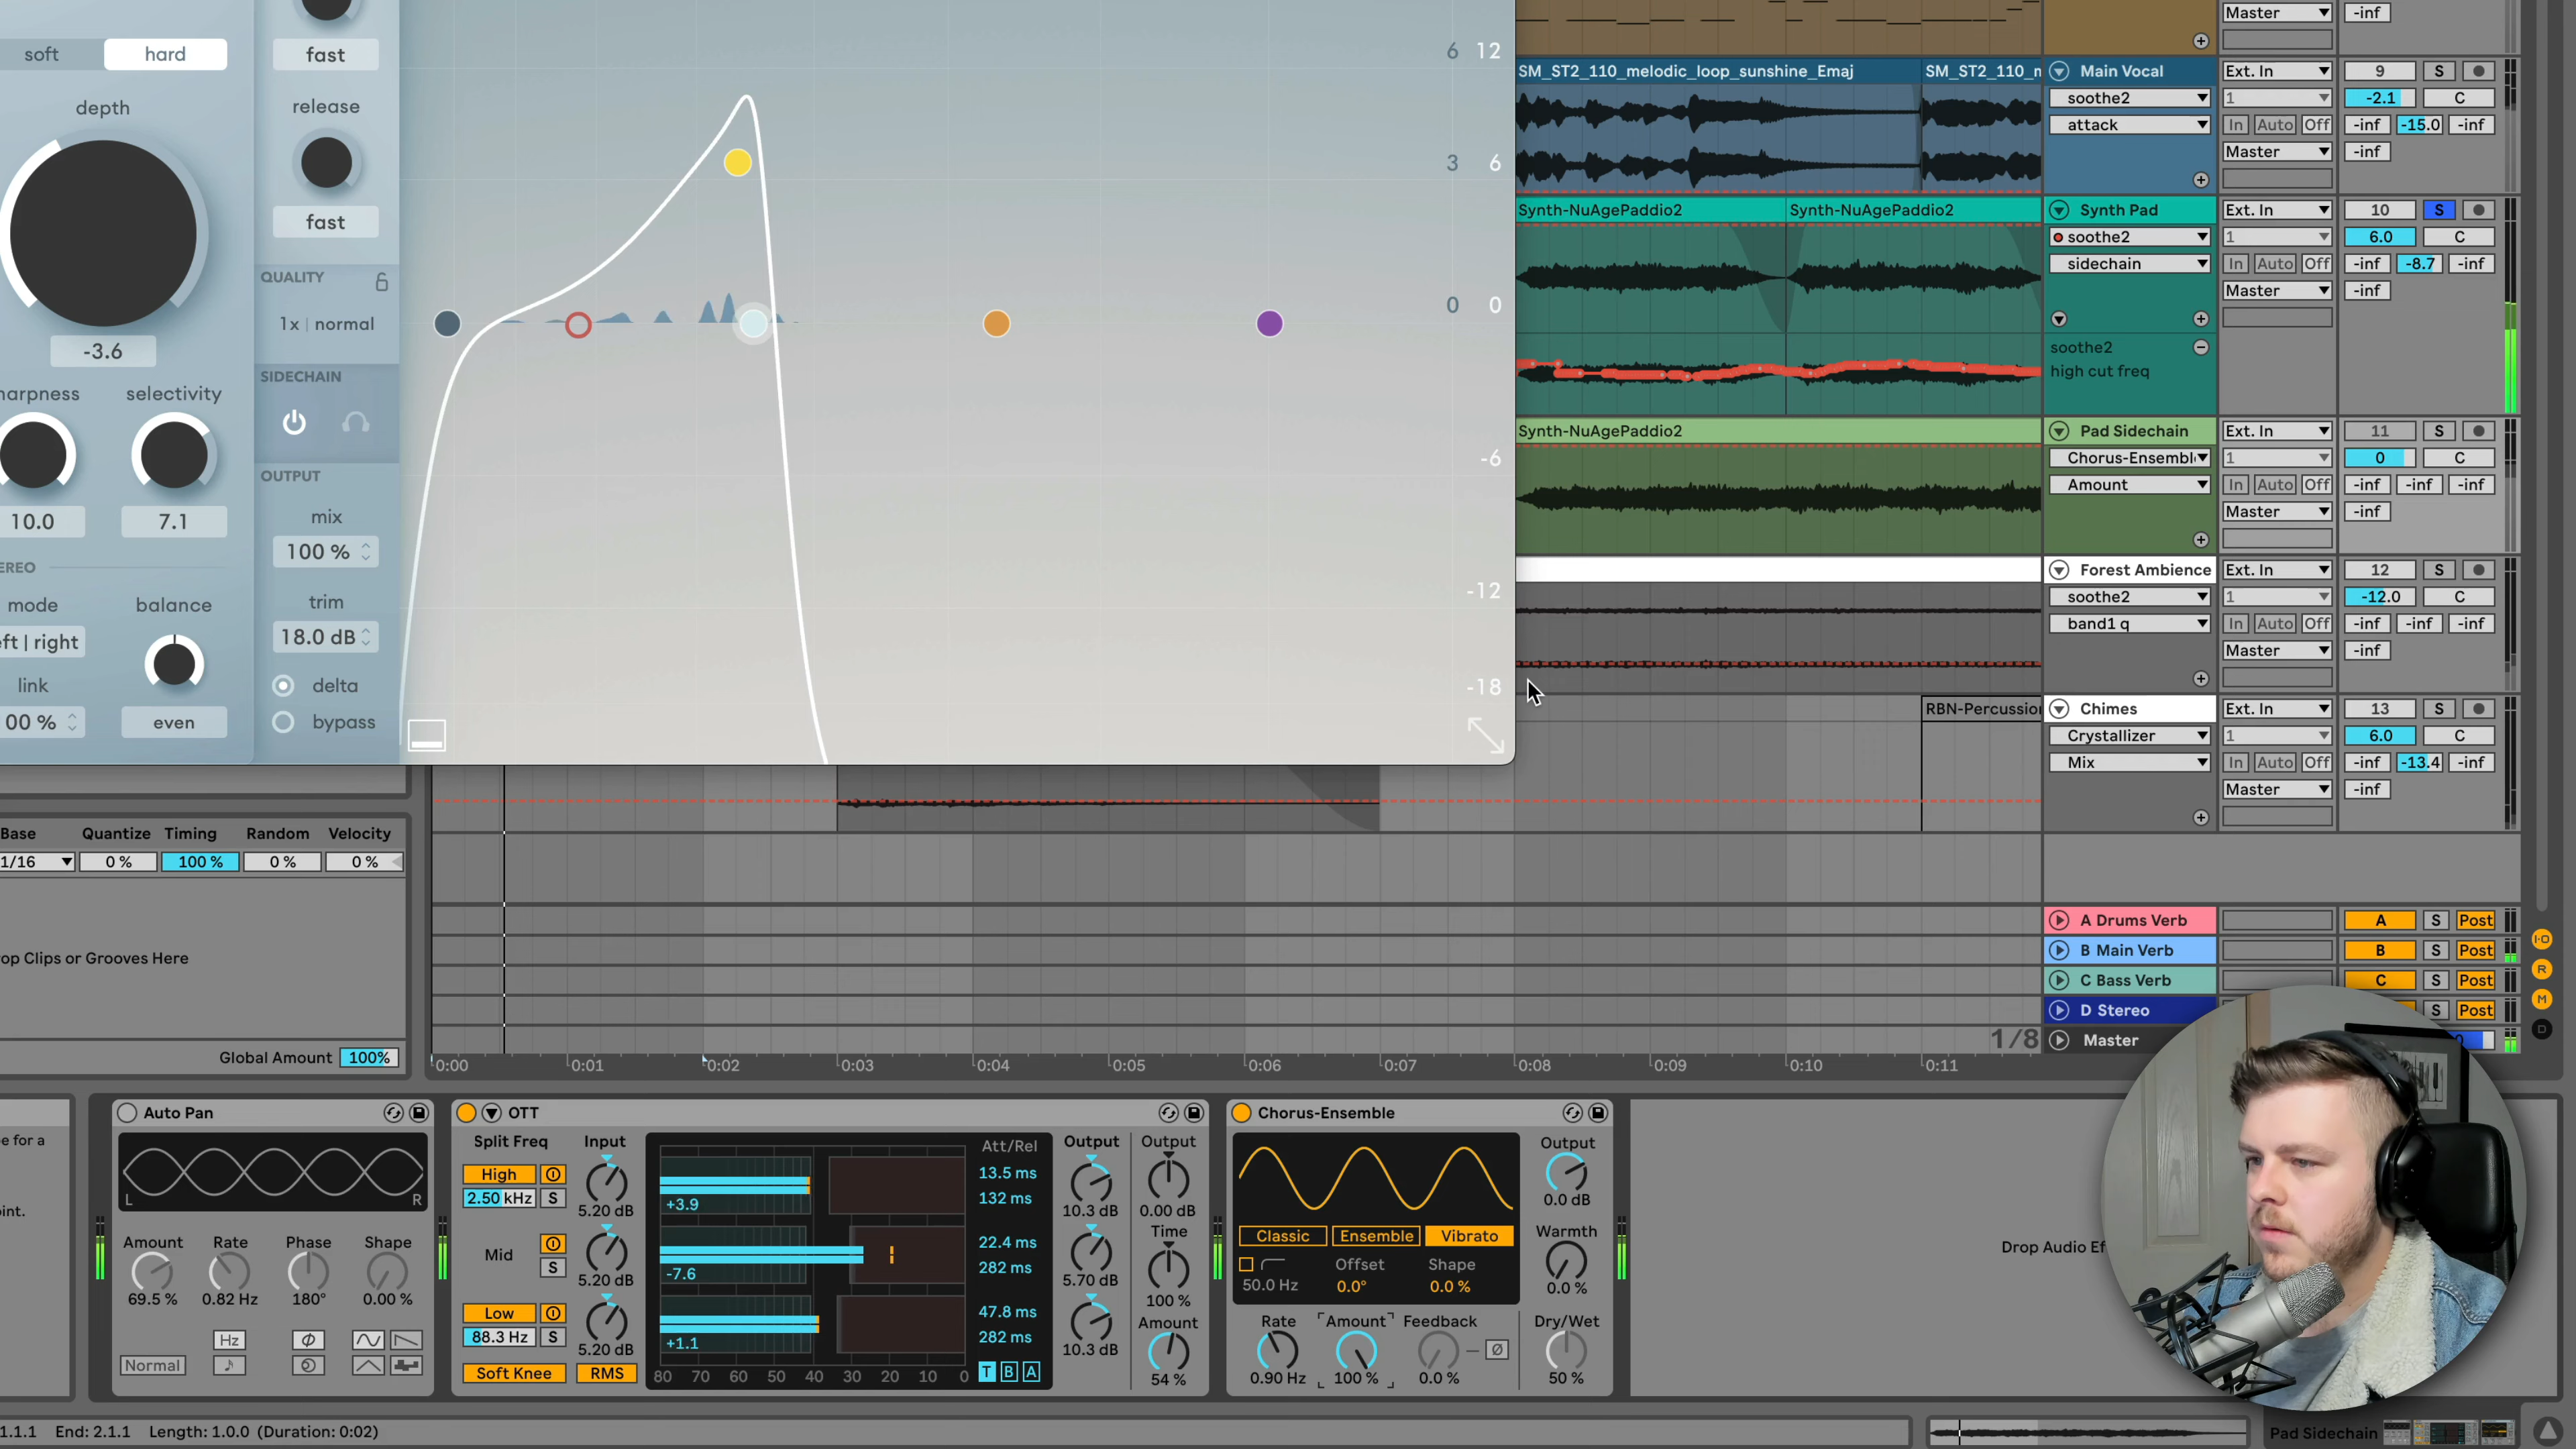 soft hard
depth
-3.6
harpness selectivity
10.0 7.1
EREO
mode balance
eft | right
link
00 % even
fast
release
fast
QUALITY
1x | normal
SIDECHAIN
OUTPUT
mix
100 %
trim
18.0 dB
delta
bypass
6 12
3 6
0 0
-6
-12
-18
SM_ST2_110_melodic_loop_sunshine_Emaj
Synth-NuAgePaddio2 Synth-NuAgePaddio2
Synth-NuAgePaddio2
Master -inf
Main Vocal Ext. In 9 S
soothe2 1 -2.1 C
attack In Auto Off -inf -15.0 -inf
Master -inf
Synth Pad Ext. In 10 S
soothe2 1 6.0 C
sidechain In Auto Off -inf -8.7 -inf
Master -inf
soothe2
high cut freq
Pad Sidechain Ext. In 11 S
Chorus-Ensembl 1 0 C
Amount In Auto Off -inf -inf -inf
Master -inf
Forest Ambience Ext. In 12 S
soothe2 1 -12.0 C
band1 q In Auto Off -inf -inf -inf
Master -inf
RBN-Percussion Chimes Ext. In 13 S
Crystallizer 1 6.0 C
Mix In Auto Off -inf -13.4 -inf
Master -inf
A Drums Verb A S Post
B Main Verb B S Post
C Bass Verb C S Post
D Stereo S Post
1/8 Master
Base Quantize Timing Random Velocity
1/16 0 % 100 % 0 % 0 %
op Clips or Grooves Here
Global Amount 100%
0:00 0:01 0:02 0:03 0:04 0:05 0:06 0:07 0:08 0:09 0:10 0:11
I·O
R
M
D
e for a
int.
Auto Pan
L R
Amount Rate Phase Shape
69.5 % 0.82 Hz 180° 0.00 %
Hz
Normal
OTT
Split Freq Input Att/Rel Output Output
High 13.5 ms
2.50 kHz S 5.20 dB +3.9 132 ms 10.3 dB 0.00 dB
Time
Mid 22.4 ms
S 5.20 dB -7.6 282 ms 5.70 dB 100 %
Low 47.8 ms Amount
88.3 Hz S 5.20 dB +1.1 282 ms 10.3 dB 54 %
Soft Knee RMS 80 70 60 50 40 30 20 10 0 T B A
Chorus-Ensemble
Output
0.0 dB
Classic Ensemble Vibrato Warmth
Offset Shape
50.0 Hz 0.0° 0.0 % 0.0 %
Rate Amount Feedback Dry/Wet
0.90 Hz 100 % 0.0 % 50 %
Drop Audio Ef
1.1.1 End: 2.1.1 Length: 1.0.0 (Duration: 0:02)
Pad Sidechain